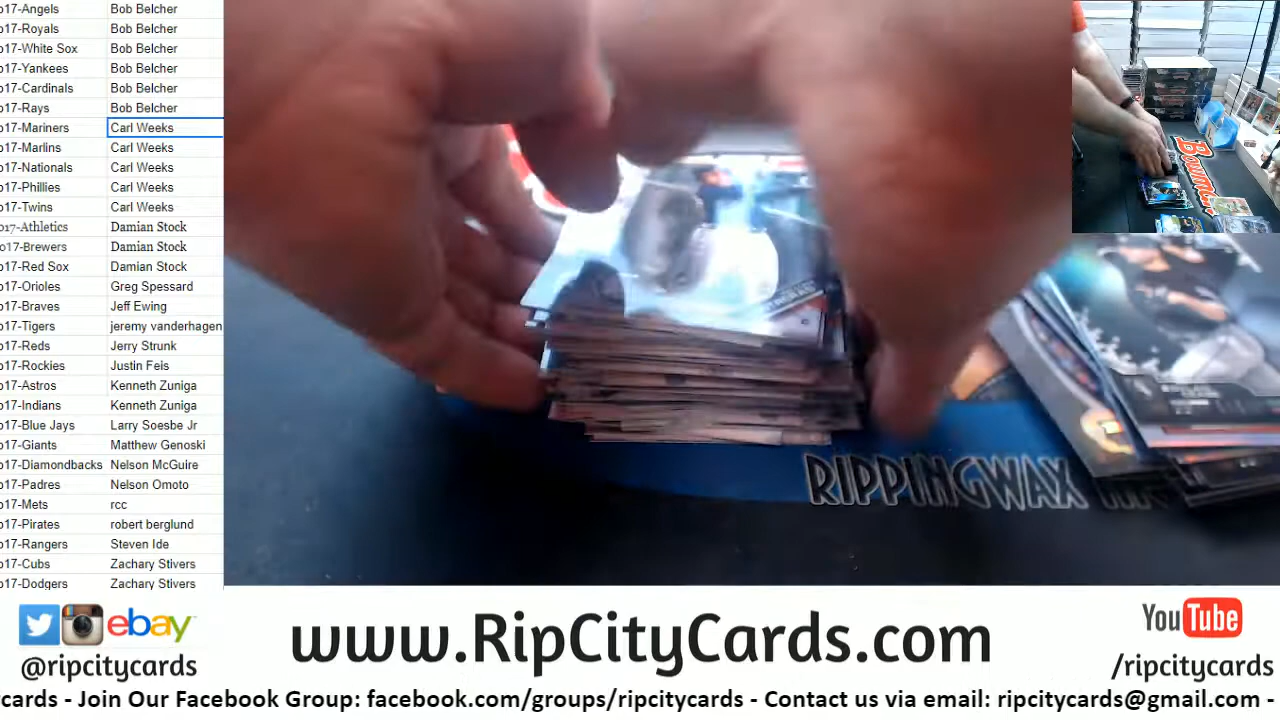 o17-Angels Bob Belcher
o17-Royals Bob Belcher
o17-White Sox Bob Belcher
o17-Yankees Bob Belcher
o17-Cardinals Bob Belcher
o17-Rays Bob Belcher
o17-Mariners Carl Weeks
o17-Marlins Carl Weeks
o17-Nationals Carl Weeks
o17-Phillies Carl Weeks
o17-Twins Carl Weeks
o17-Athletics Damian Stock
o17-Brewers Damian Stock
o17-Red Sox Damian Stock
o17-Orioles Greg Spessard
o17-Braves Jeff Ewing
o17-Tigers jeremy vanderhagen
o17-Reds Jerry Strunk
o17-Rockies Justin Feis
o17-Astros Kenneth Zuniga
o17-Indians Kenneth Zuniga
o17-Blue Jays Larry Soesbe Jr
o17-Giants Matthew Genoski
o17-Diamondbacks Nelson McGuire
o17-Padres Nelson Omoto
o17-Mets rcc
o17-Pirates robert berglund
o17-Rangers Steven Ide
o17-Cubs Zachary Stivers
o17-Dodgers Zachary Stivers
Bowman
RIPPINGWAX
ebay
@ripcitycards
www.RipCityCards.com
YouTube
/ripcitycards
cards - Join Our Facebook Group: facebook.com/groups/ripcitycards - Contact us via email: ripcitycards@gmail.com -